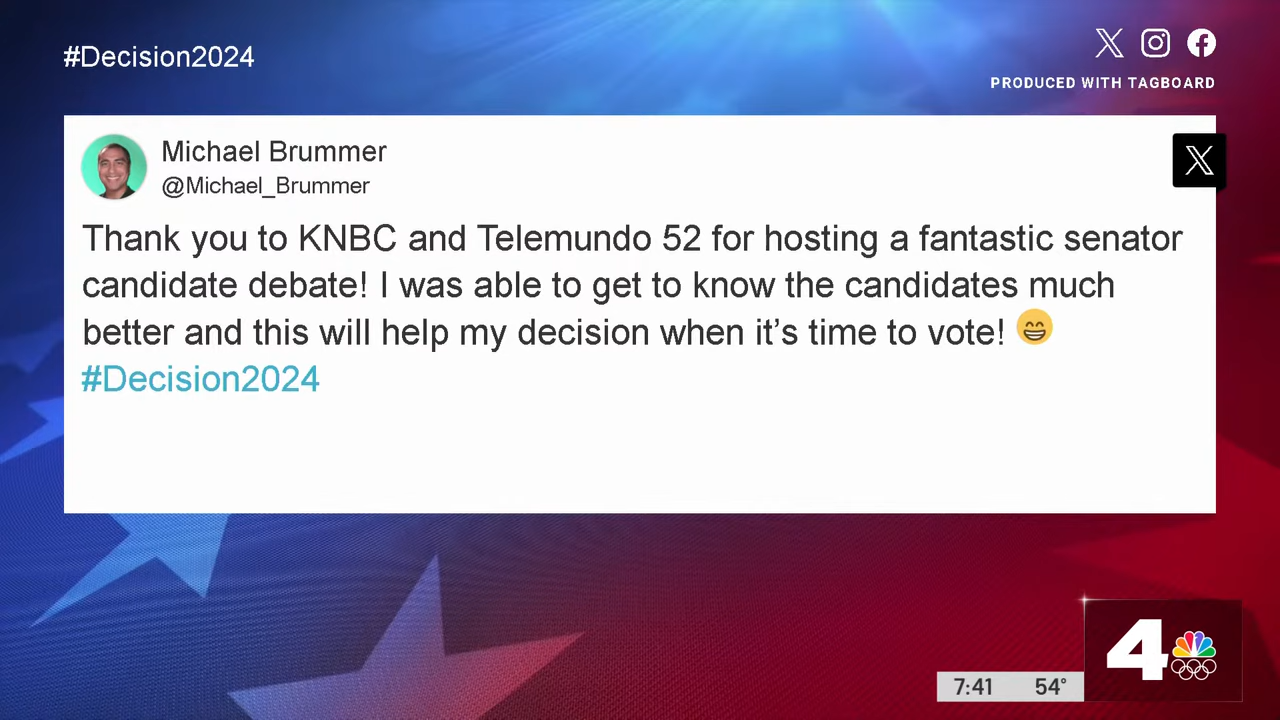 #Decision2024
PRODUCED WITH TAGBOARD
Michael Brummer
@Michael_Brummer
Thank you to KNBC and Telemundo 52 for hosting a fantastic senator
candidate debate! I was able to get to know the candidates much
better and this will help my decision when it’s time to vote! 😁
#Decision2024
4
7:41 54°